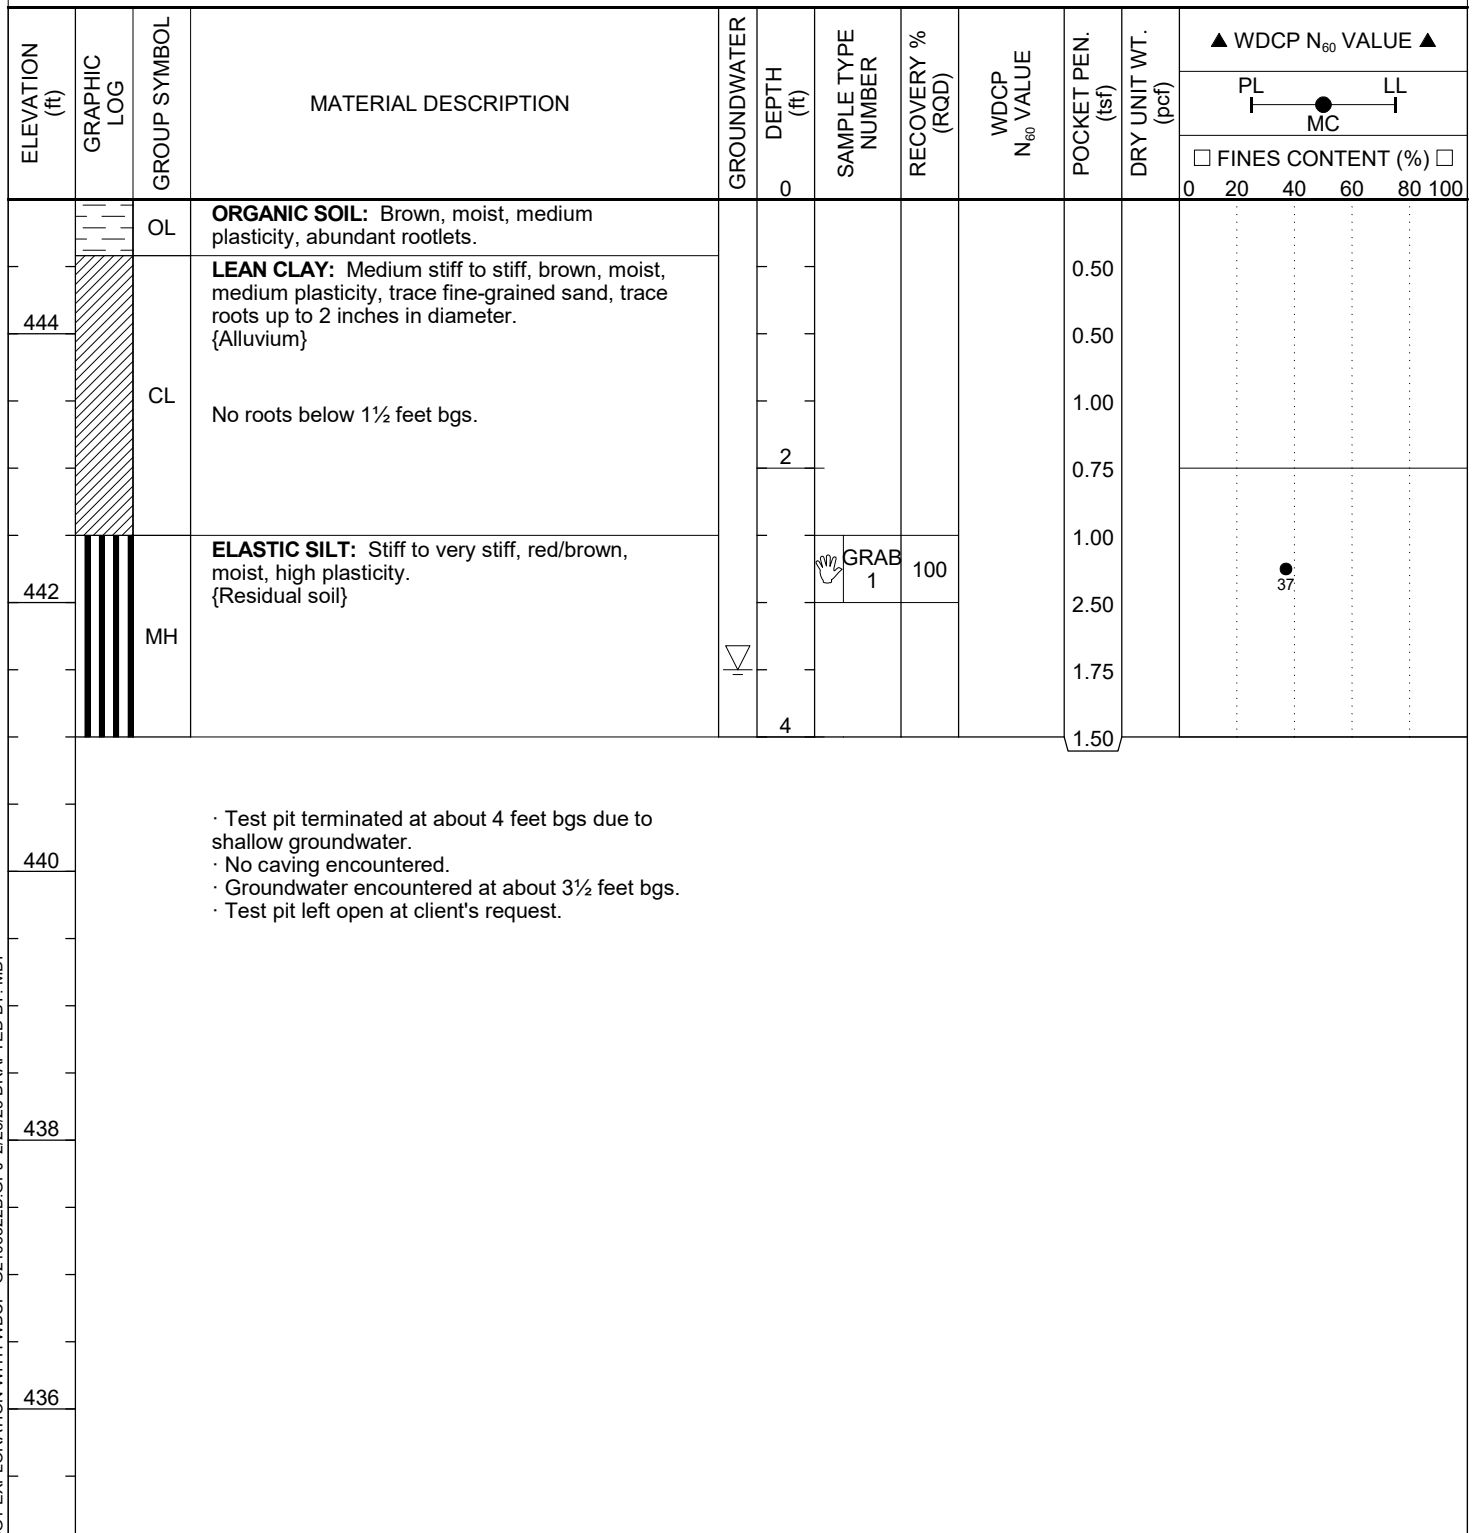 ELEVATION
(ft)
GRAPHIC
LOG
GROUP SYMBOL
MATERIAL DESCRIPTION
GROUNDWATER
DEPTH
(ft)
0
SAMPLE TYPE
NUMBER
RECOVERY %
(RQD)
WDCP
N60 VALUE
POCKET PEN.
(tsf)
DRY UNIT WT.
(pcf)
▲ WDCP N60 VALUE ▲
PL LL
MC
□ FINES CONTENT (%) □
0 20 40 60 80 100
OL
ORGANIC SOIL: Brown, moist, medium
plasticity, abundant rootlets.
LEAN CLAY: Medium stiff to stiff, brown, moist,
medium plasticity, trace fine-grained sand, trace
roots up to 2 inches in diameter.
{Alluvium}
0.50
444
0.50
CL
1.00
No roots below 1½ feet bgs.
2
0.75
1.00
ELASTIC SILT: Stiff to very stiff, red/brown,
moist, high plasticity.
{Residual soil}
GRAB
1
100
37
442
2.50
MH
1.75
4
1.50
· Test pit terminated at about 4 feet bgs due to
shallow groundwater.
· No caving encountered.
· Groundwater encountered at about 3½ feet bgs.
· Test pit left open at client's request.
440
438
436